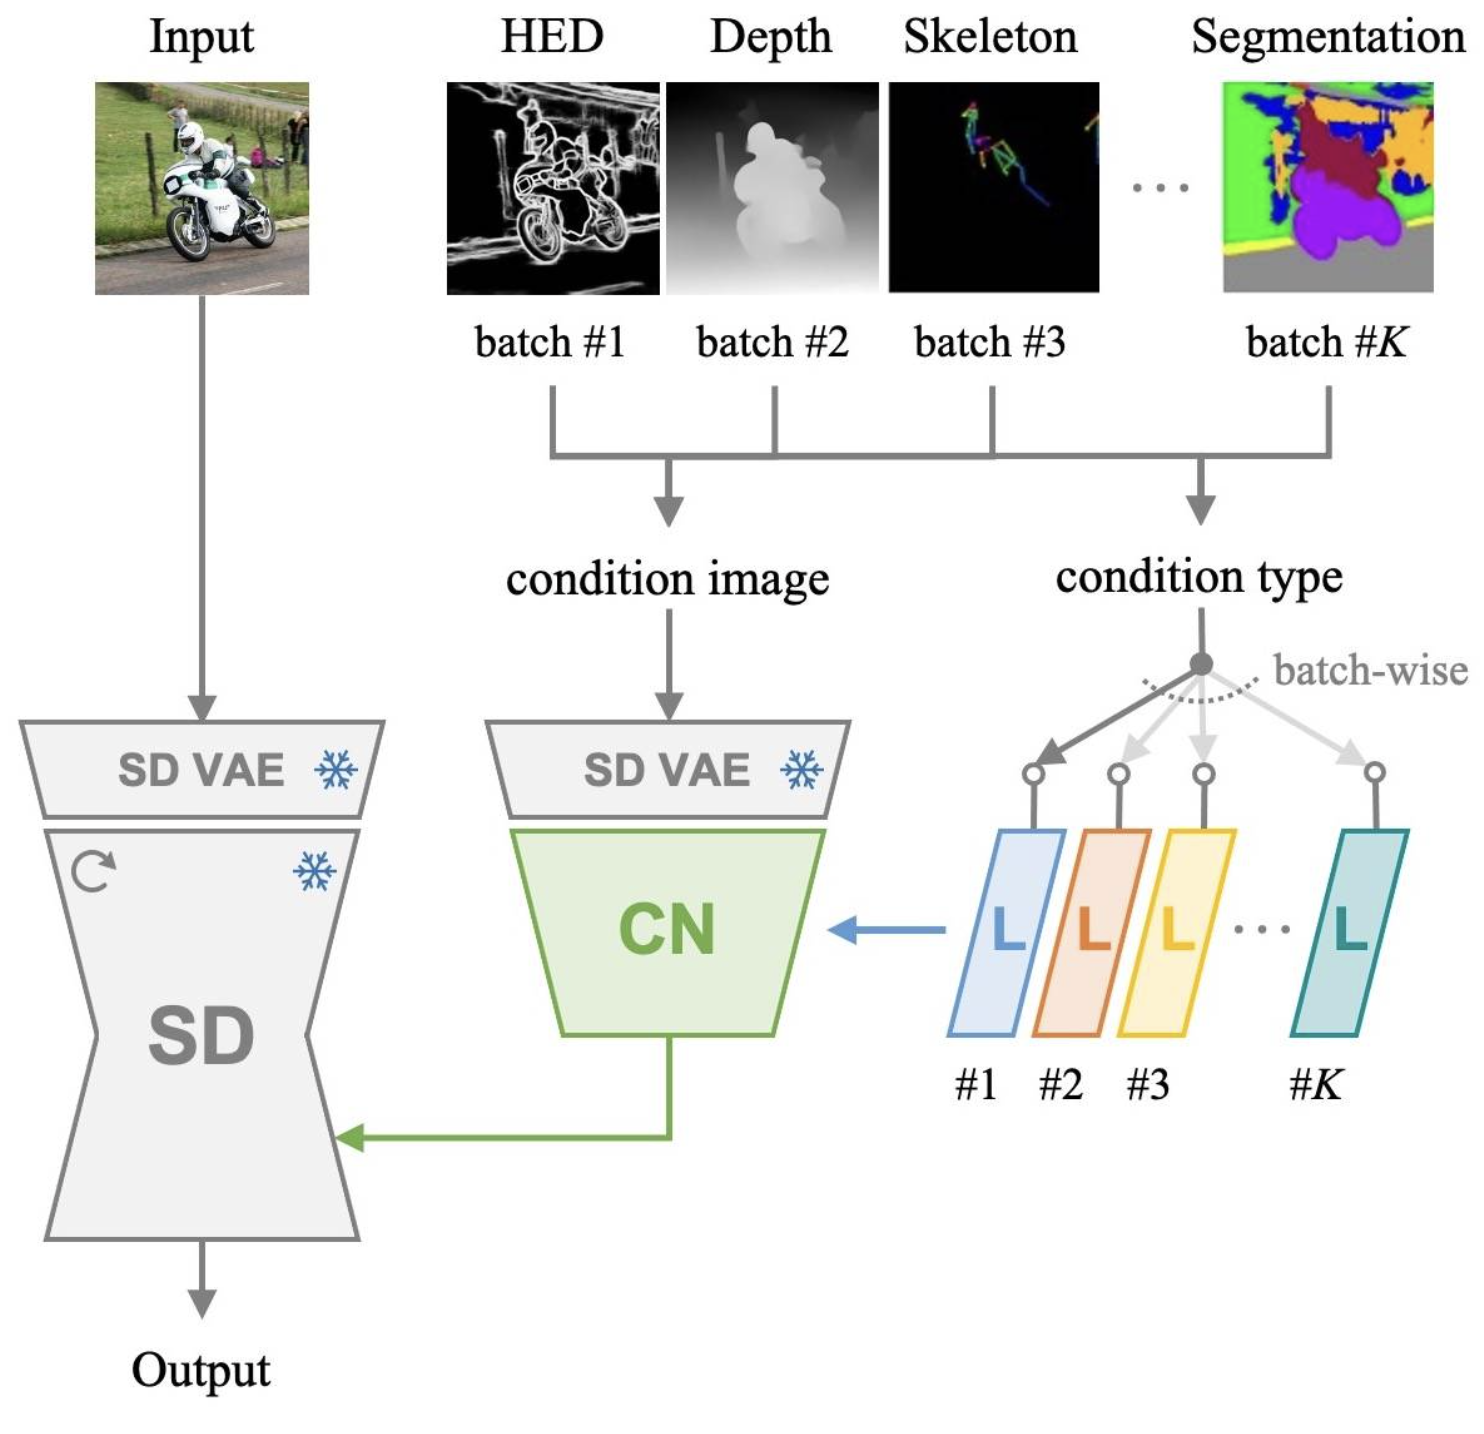 Input HED Depth Skeleton Segmentation
batch #1 batch #2 batch #3 ... batch #K
condition image condition type
batch-wise
SD VAE SD VAE
CN L L L ... L
SD
#1 #2 #3 #K
Output